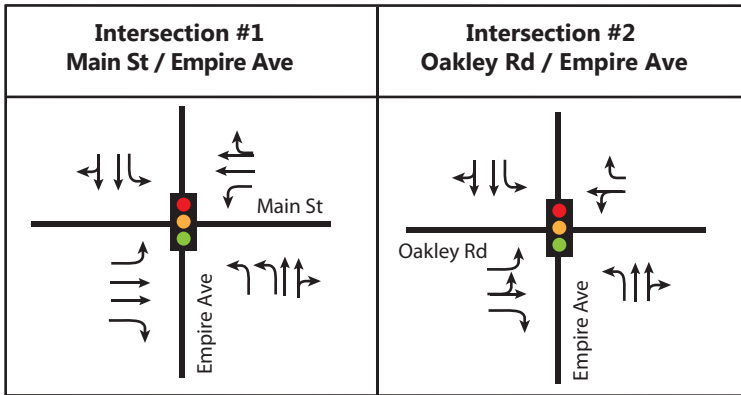 Intersection #1
Main St / Empire Ave
Intersection #2
Oakley Rd / Empire Ave
Main St
Empire Ave
Oakley Rd
Empire Ave